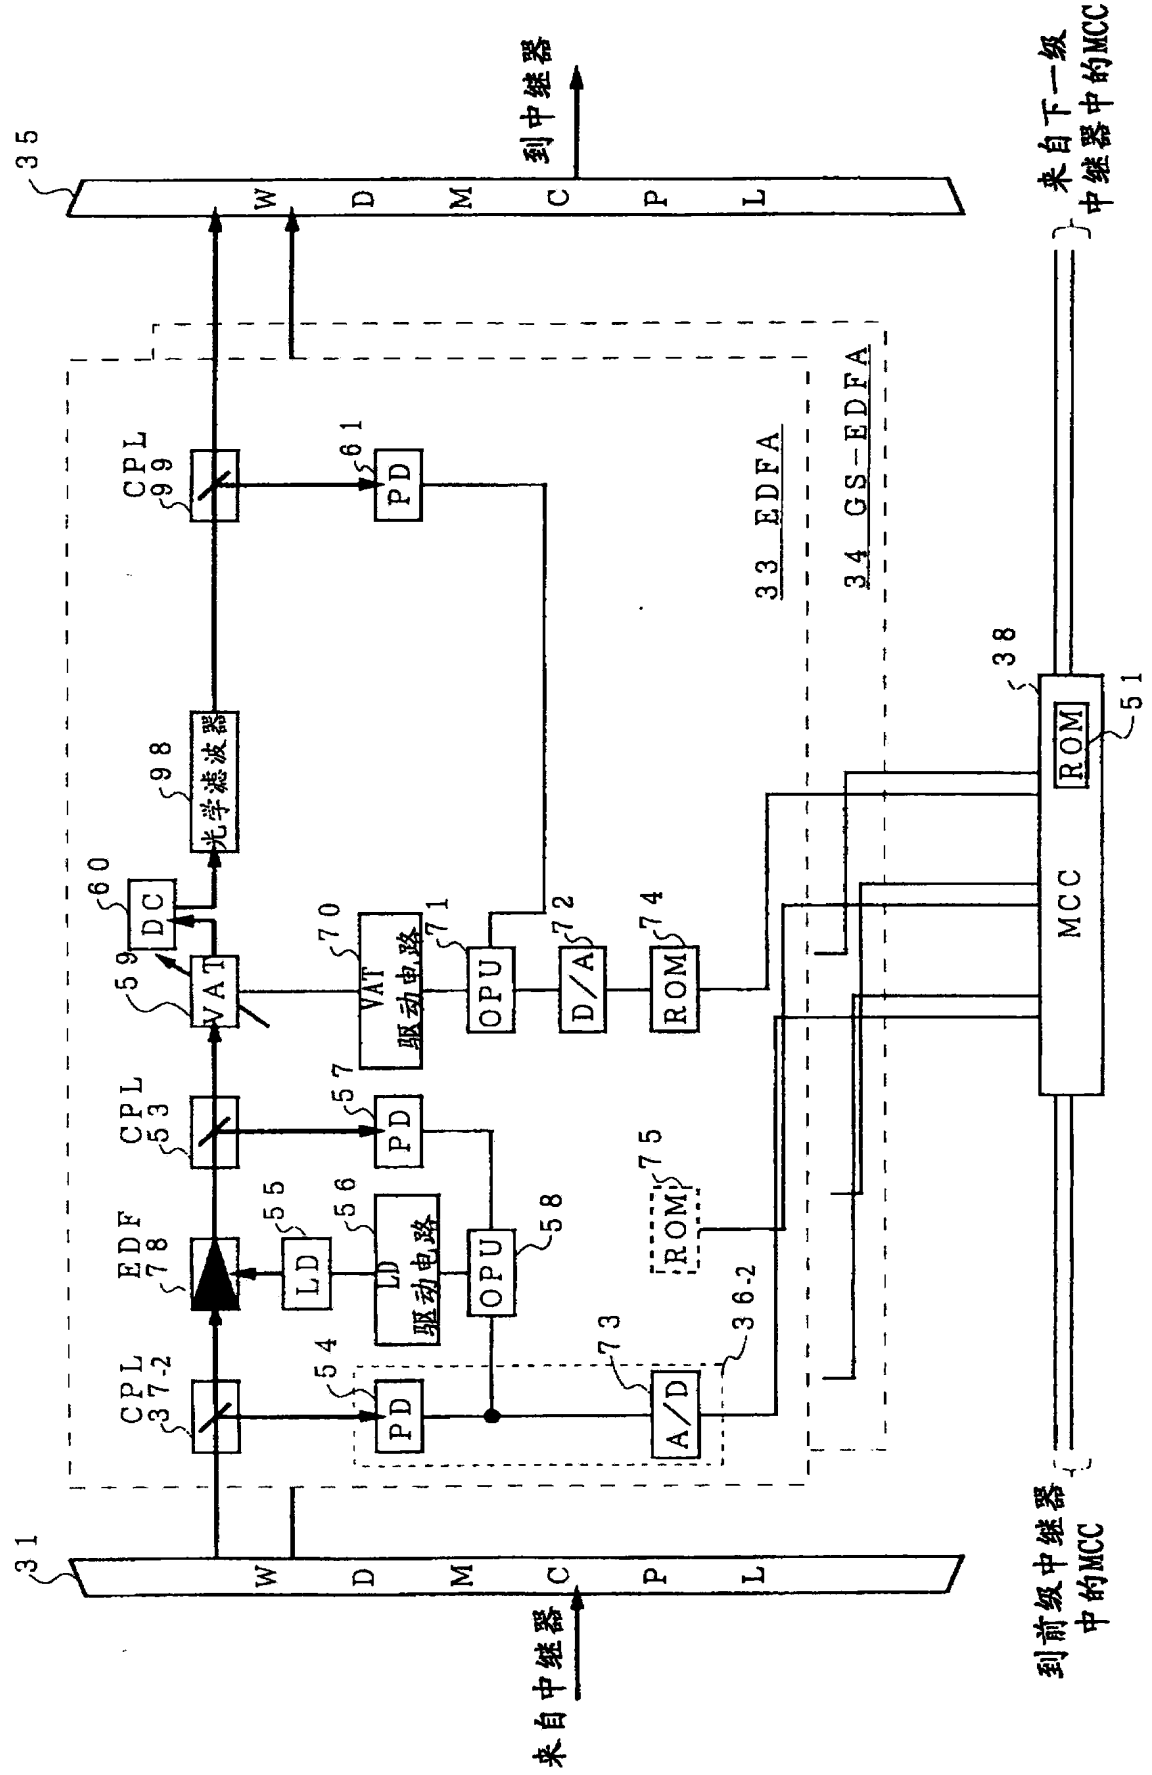 31
来自中继器
WDMCPL
CPL
37-2
EDF
78
CPL
53
59
VAT
60
DC
98
光学滤波器
CPL
99
35
WDMCPL
到中继器
54
PD
55
LD
56
LD
驱动电路
57
PD
58
OPU
70
VAT
驱动电路
71
OPU
72
D/A
74
ROM
61
PD
73
A/D
36-2
75
ROM
33 EDFA
34 GS-EDFA
38
MCC
ROM
51
到前级中继器
中的MCC
来自下一级
中继器中的MCC